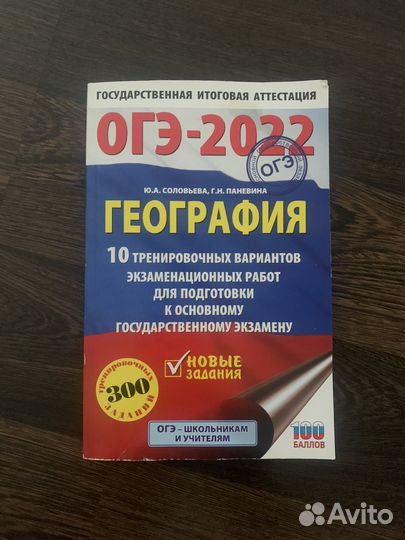 ГОСУДАРСТВЕННАЯ ИТОГОВАЯ АТТЕСТАЦИЯ
ОГЭ-2022
ОГЭ
Ю.А. СОЛОВЬЕВА, Г.Н. ПАНЕВИНА
ГЕОГРАФИЯ
10 ТРЕНИРОВОЧНЫХ ВАРИАНТОВ
ЭКЗАМЕНАЦИОННЫХ РАБОТ
ДЛЯ ПОДГОТОВКИ
К ОСНОВНОМУ
ГОСУДАРСТВЕННОМУ ЭКЗАМЕНУ
НОВЫЕ
ЗАДАНИЯ
тренировочных
300
ЗАДАНИЙ
ОГЭ – ШКОЛЬНИКАМ
И УЧИТЕЛЯМ
100
БАЛЛОВ
Avito